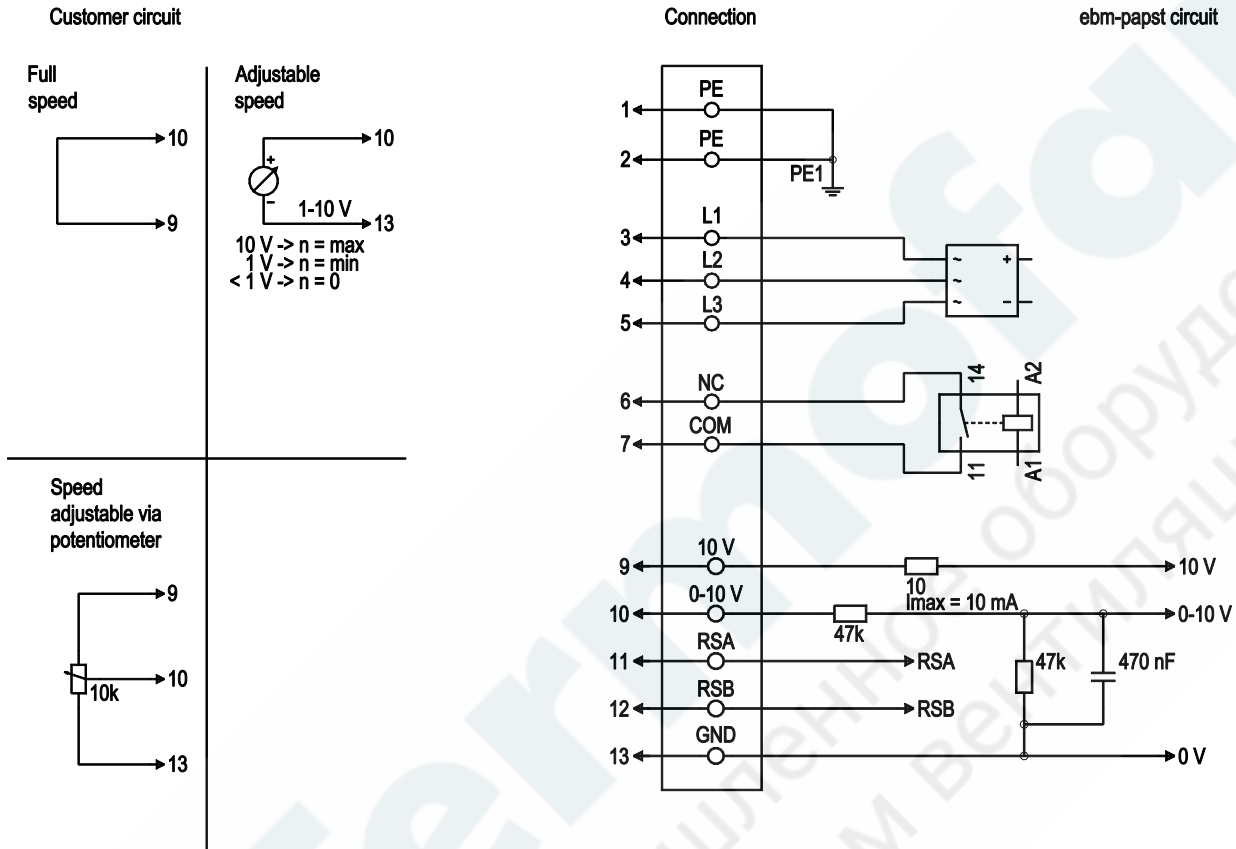 Customer circuit
Connection
ebm-papst circuit
Full
speed
10
9
Adjustable
speed
10
+
−
1-10 V
13
10 V -> n = max
1 V -> n = min
< 1 V -> n = 0
Speed
adjustable via
potentiometer
9
10
10k
13
1
PE
2
PE
PE1
3
L1
4
L2
5
L3
~ +
~
~ −
6
NC
14
A2
7
COM
11
A1
9
10 V
10
Imax = 10 mA
10 V
10
0-10 V
47k
0-10 V
11
RSA
RSA
47k
470 nF
12
RSB
RSB
13
GND
0 V